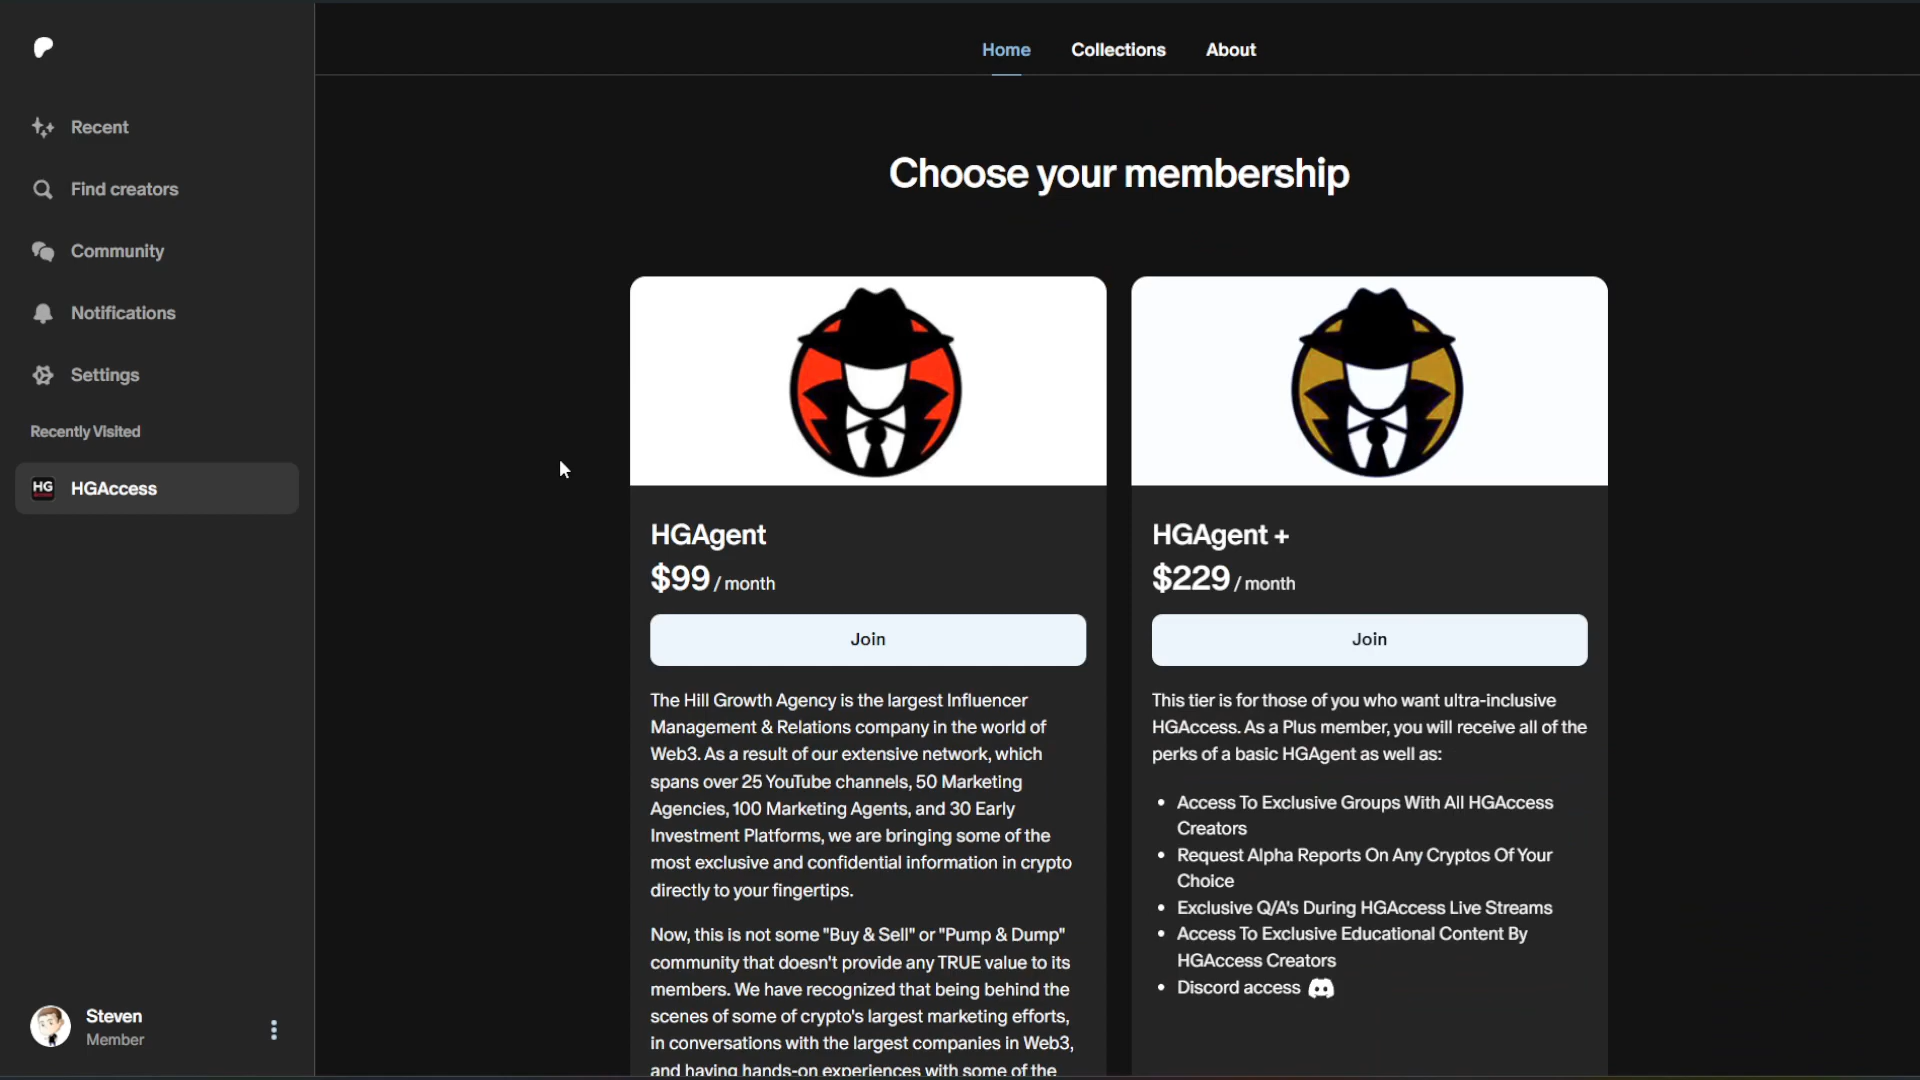 Home Collections About
Recent
Find creators
Community
Notifications
Settings
Recently Visited
HG HGAccess
Choose your membership
HGAgent
$99 / month
Join
The Hill Growth Agency is the largest Influencer
Management & Relations company in the world of
Web3. As a result of our extensive network, which
spans over 25 YouTube channels, 50 Marketing
Agencies, 100 Marketing Agents, and 30 Early
Investment Platforms, we are bringing some of the
most exclusive and confidential information in crypto
directly to your fingertips.
Now, this is not some "Buy & Sell" or "Pump & Dump"
community that doesn't provide any TRUE value to its
members. We have recognized that being behind the
scenes of some of crypto's largest marketing efforts,
in conversations with the largest companies in Web3,
and having hands-on experiences with some of the
HGAgent +
$229 / month
Join
This tier is for those of you who want ultra-inclusive
HGAccess. As a Plus member, you will receive all of the
perks of a basic HGAgent as well as:
• Access To Exclusive Groups With All HGAccess
Creators
• Request Alpha Reports On Any Cryptos Of Your
Choice
• Exclusive Q/A's During HGAccess Live Streams
• Access To Exclusive Educational Content By
HGAccess Creators
• Discord access
Steven
Member